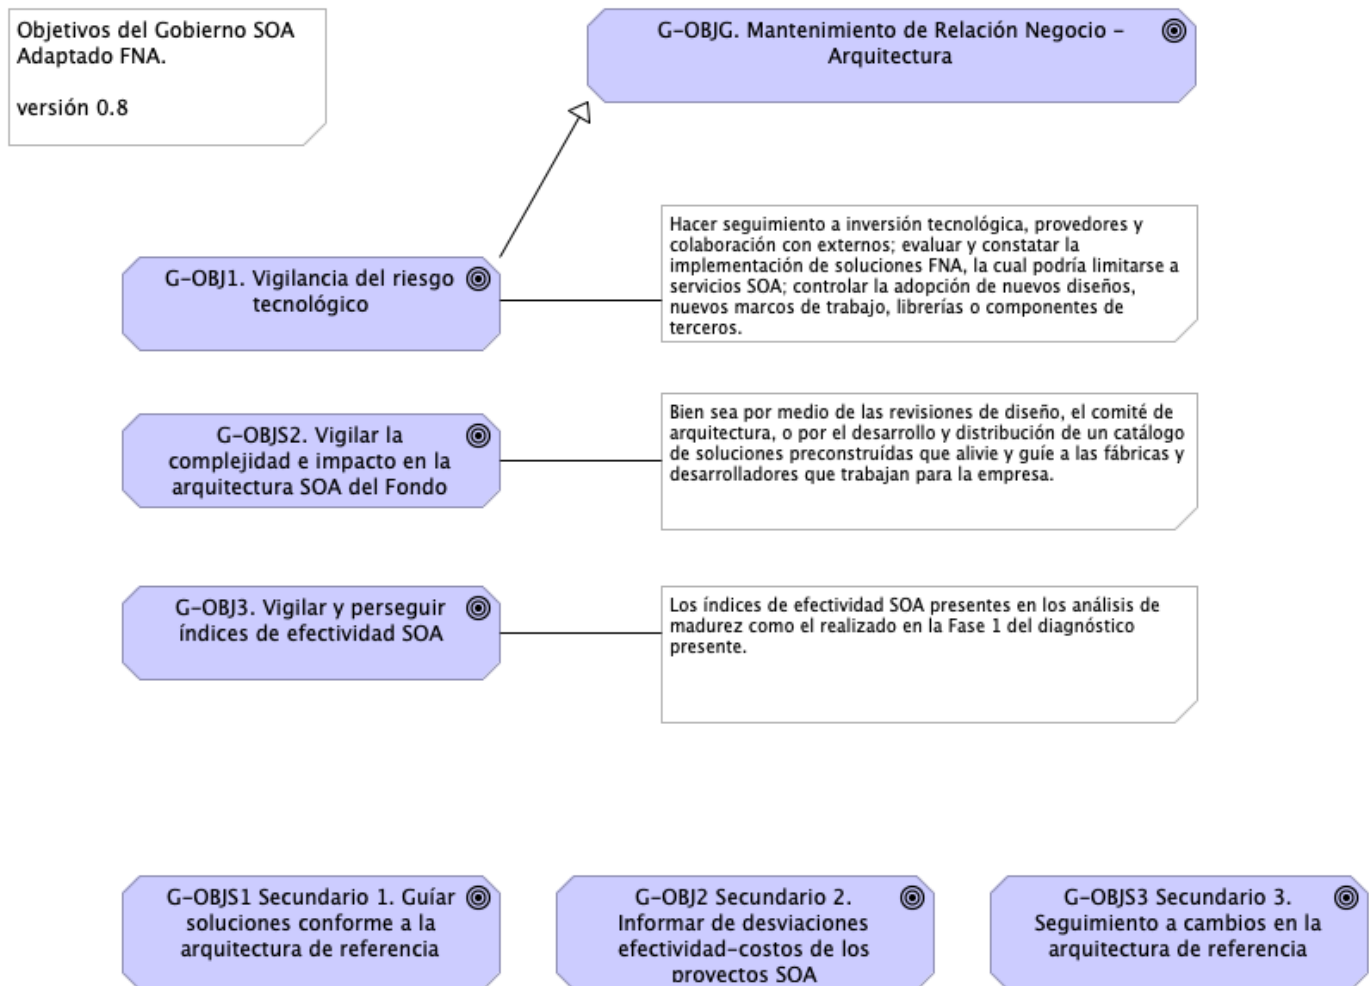 Objetivos del Gobierno SOA
Adaptado FNA.
versión 0.8
G-OBJG. Mantenimiento de Relación Negocio -
Arquitectura
G-OBJ1. Vigilancia del riesgo
tecnológico
Hacer seguimiento a inversión tecnológica, provedores y
colaboración con externos; evaluar y constatar la
implementación de soluciones FNA, la cual podría limitarse a
servicios SOA; controlar la adopción de nuevos diseños,
nuevos marcos de trabajo, librerías o componentes de
terceros.
G-OBJS2. Vigilar la
complejidad e impacto en la
arquitectura SOA del Fondo
Bien sea por medio de las revisiones de diseño, el comité de
arquitectura, o por el desarrollo y distribución de un catálogo
de soluciones preconstruídas que alivie y guíe a las fábricas y
desarrolladores que trabajan para la empresa.
G-OBJ3. Vigilar y perseguir
índices de efectividad SOA
Los índices de efectividad SOA presentes en los análisis de
madurez como el realizado en la Fase 1 del diagnóstico
presente.
G-OBJS1 Secundario 1. Guíar
soluciones conforme a la
arquitectura de referencia
G-OBJ2 Secundario 2.
Informar de desviaciones
efectividad-costos de los
proyectos SOA
G-OBJS3 Secundario 3.
Seguimiento a cambios en la
arquitectura de referencia